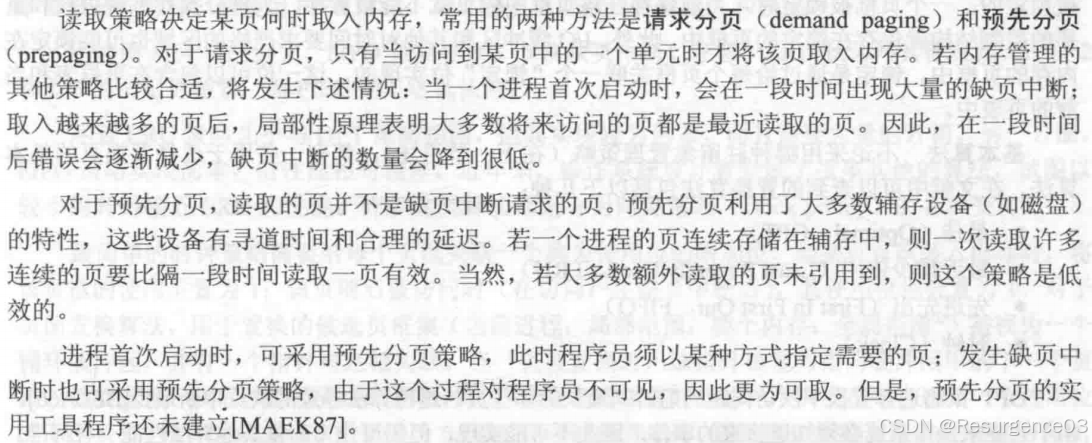 读取策略决定某页何时取入内存，常用的两种方法是请求分页（demand paging）和预先分页
（prepaging）。对于请求分页，只有当访问到某页中的一个单元时才将该页取入内存。若内存管理的
其他策略比较合适，将发生下述情况：当一个进程首次启动时，会在一段时间出现大量的缺页中断；
取入越来越多的页后，局部性原理表明大多数将来访问的页都是最近读取的页。因此，在一段时间
后错误会逐渐减少，缺页中断的数量会降到很低。
对于预先分页，读取的页并不是缺页中断请求的页。预先分页利用了大多数辅存设备（如磁盘）
的特性，这些设备有寻道时间和合理的延迟。若一个进程的页连续存储在辅存中，则一次读取许多
连续的页要比隔一段时间读取一页有效。当然，若大多数额外读取的页未引用到，则这个策略是低
效的。
进程首次启动时，可采用预先分页策略，此时程序员须以某种方式指定需要的页；发生缺页中
断时也可采用预先分页策略，由于这个过程对程序员不可见，因此更为可取。但是，预先分页的实
用工具程序还未建立[MAEK87]。
CSDN @Resurgence03